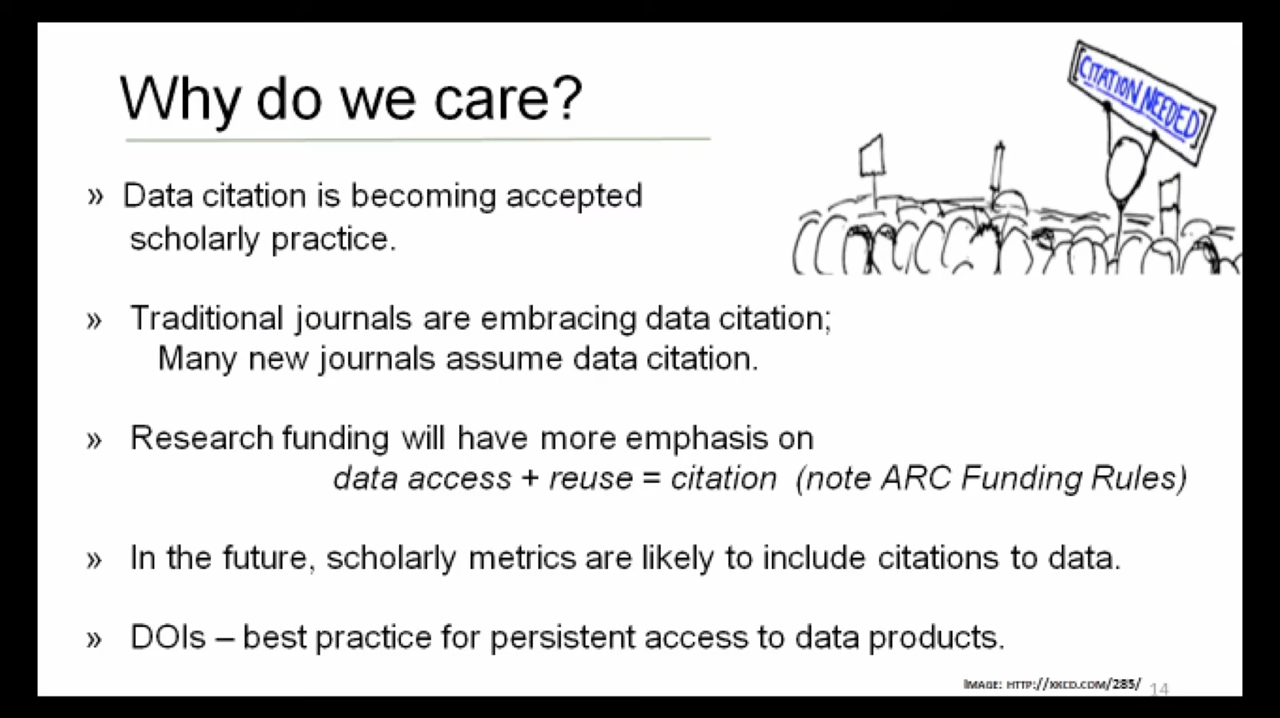 Why do we care?
[CITATION NEEDED]
» Data citation is becoming accepted
scholarly practice.
» Traditional journals are embracing data citation;
Many new journals assume data citation.
» Research funding will have more emphasis on
data access + reuse = citation (note ARC Funding Rules)
» In the future, scholarly metrics are likely to include citations to data.
» DOIs – best practice for persistent access to data products.
IMAGE: HTTP://XKCD.COM/285/
14